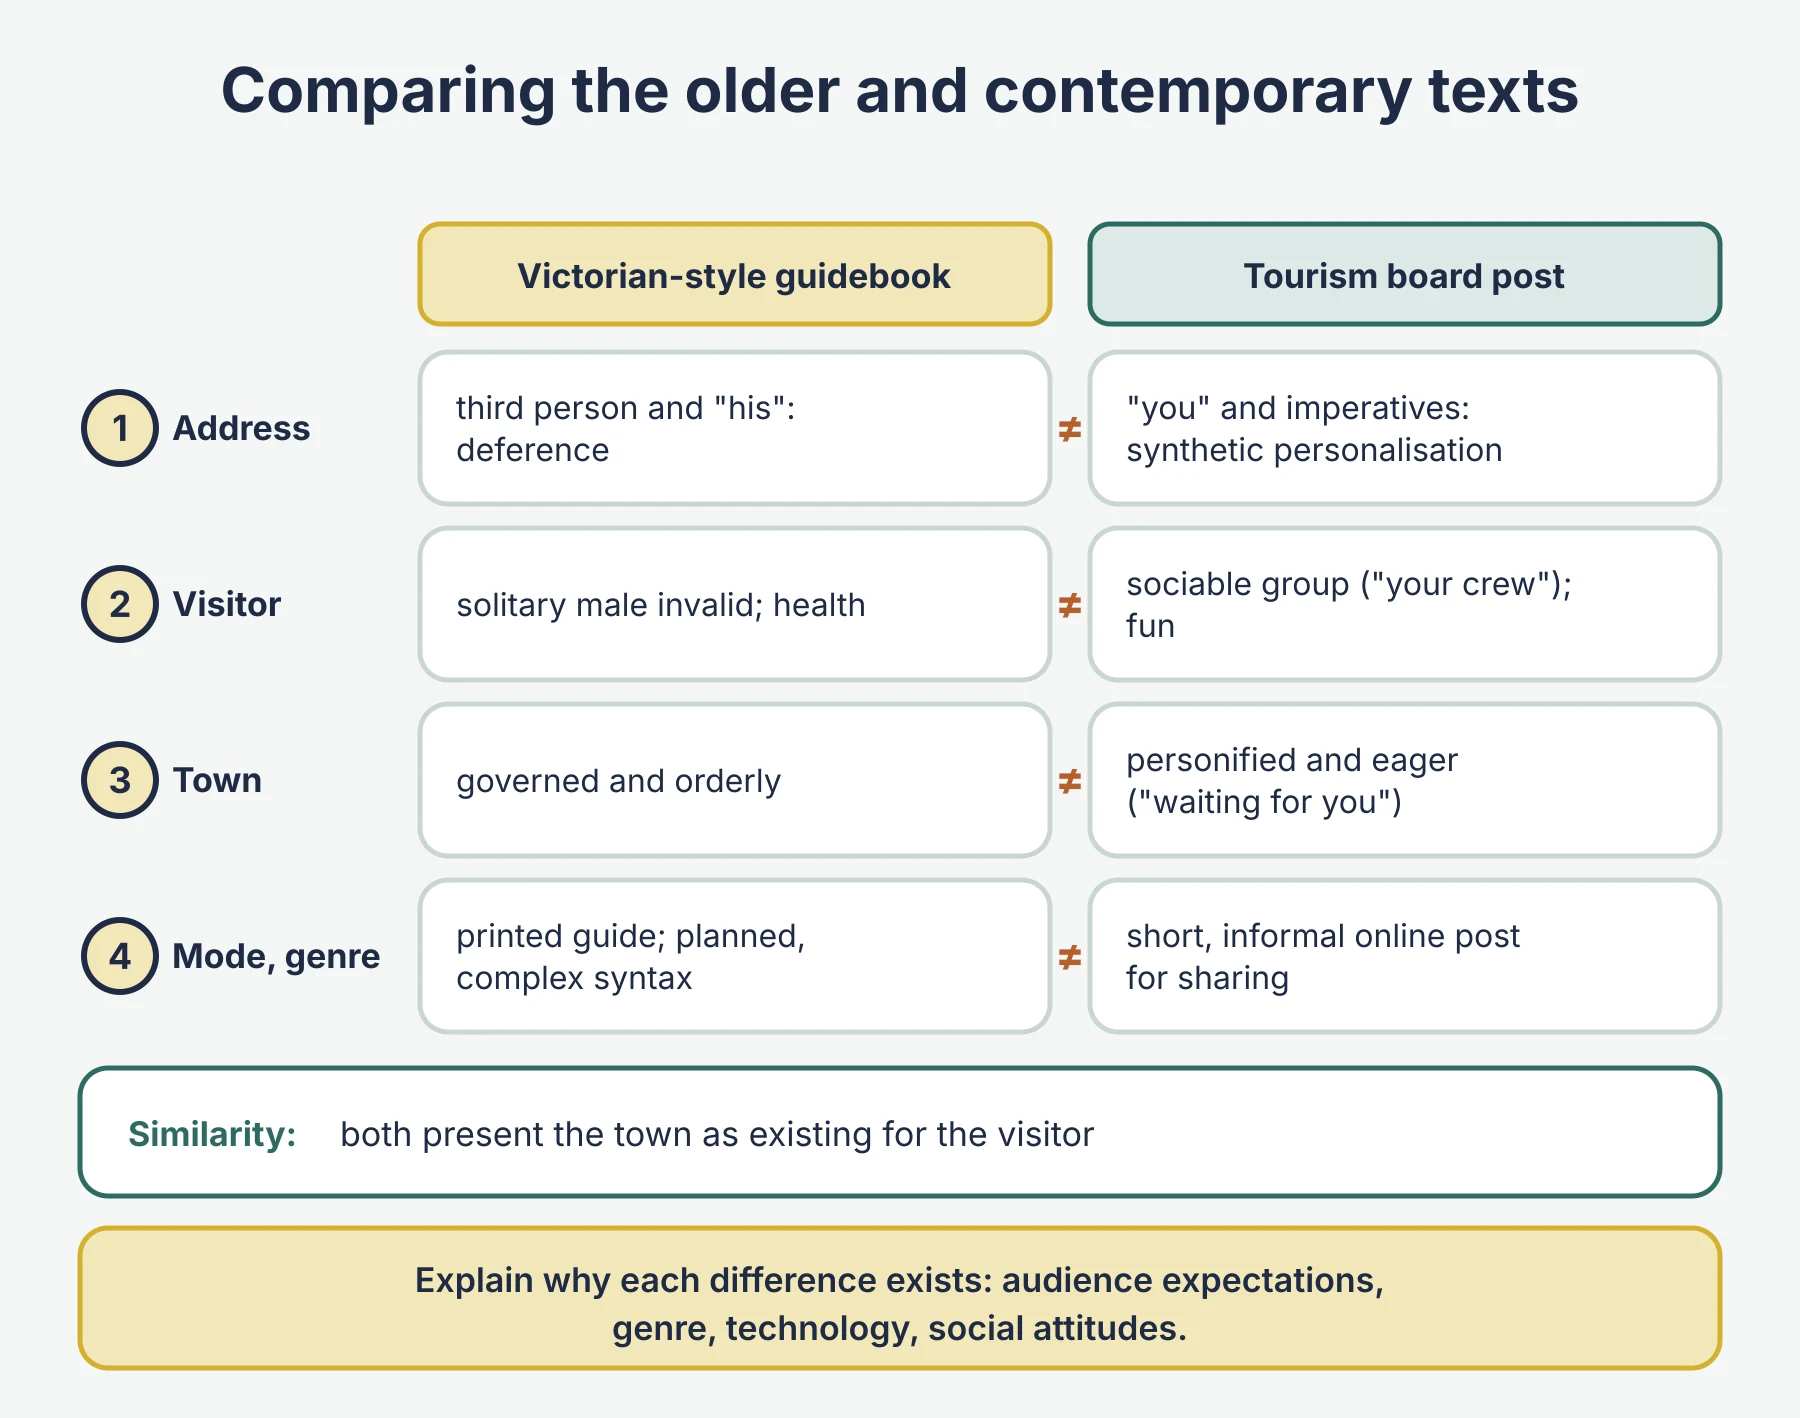 Comparing the older and contemporary texts
Victorian-style guidebook
Tourism board post
1 Address
third person and "his":
deference
≠
"you" and imperatives:
synthetic personalisation
2 Visitor
solitary male invalid; health
≠
sociable group ("your crew");
fun
3 Town
governed and orderly
≠
personified and eager
("waiting for you")
4 Mode, genre
printed guide; planned,
complex syntax
≠
short, informal online post
for sharing
Similarity: both present the town as existing for the visitor
Explain why each difference exists: audience expectations,
genre, technology, social attitudes.